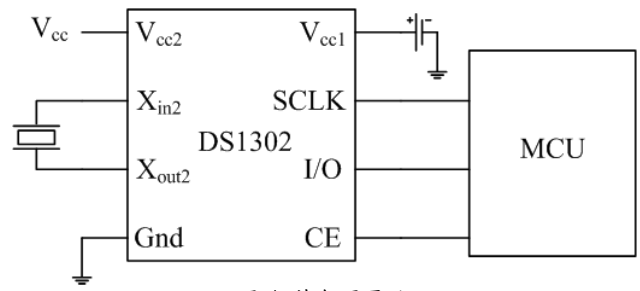 Vcc
Vcc2
Vcc1
Xin2
SCLK
DS1302
MCU
Xout2
I/O
Gnd
CE